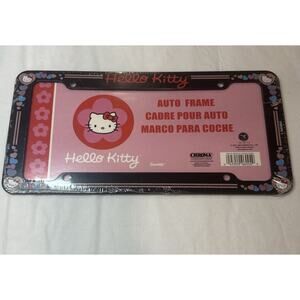 Hello Kitty
AUTO FRAME
CADRE POUR AUTO
MARCO PARA COCHE
Hello Kitty
CHROMA